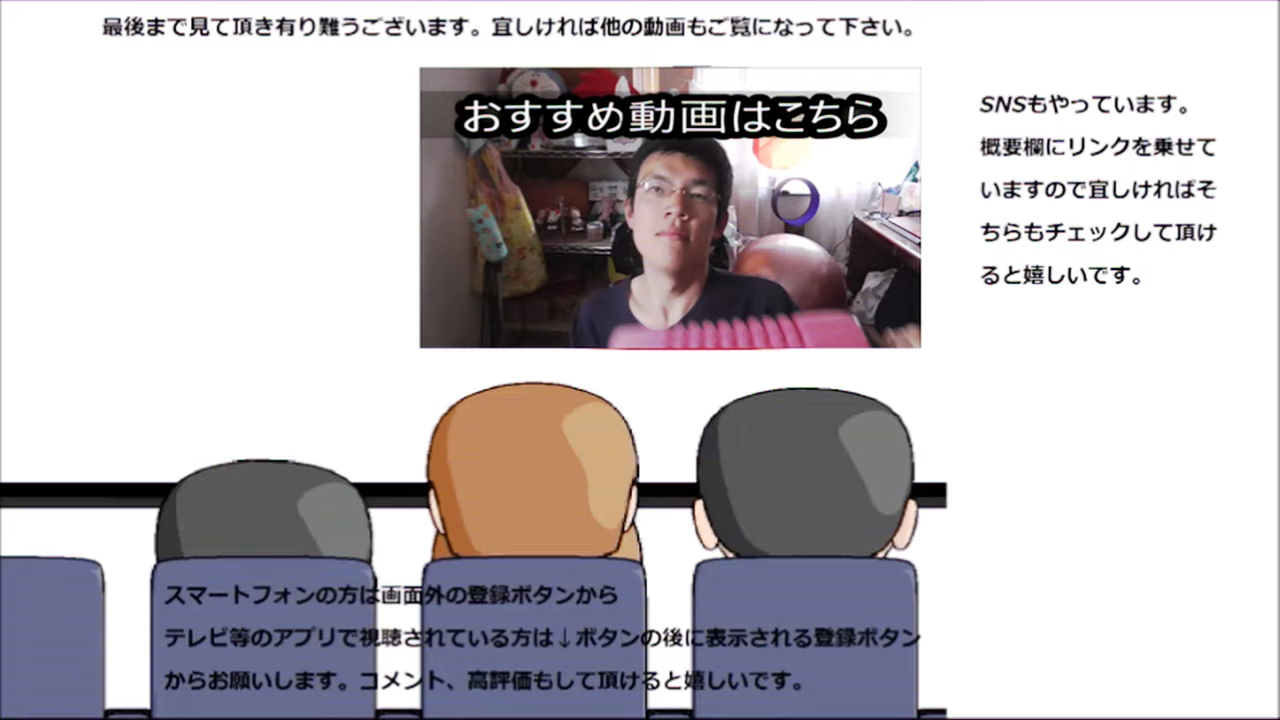 最後まで見て頂き有り難うございます。宜しければ他の動画もご覧になって下さい。
おすすめ動画はこちら
SNSもやっています。
概要欄にリンクを乗せて
いますので宜しければそ
ちらもチェックして頂け
ると嬉しいです。
スマートフォンの方は画面外の登録ボタンから
テレビ等のアプリで視聴されている方は↓ボタンの後に表示される登録ボタン
からお願いします。コメント、高評価もして頂けると嬉しいです。